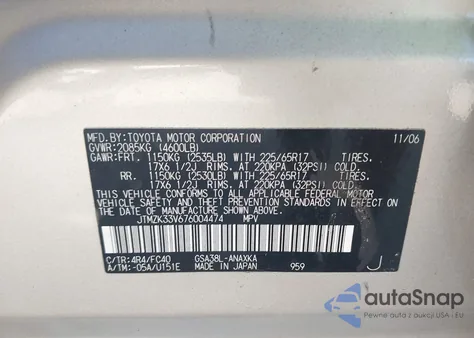 MFD.BY:TOYOTA MOTOR CORPORATION 11/06
GVWR:2085KG (4600LB)
GAWR:FRT. 1150KG (2535LB) WITH 225/65R17 TIRES.
17X6 1/2J RIMS, AT 220KPA (32PSI) COLD.
RR. 1150KG (2530LB) WITH 225/65R17 TIRES.
17X6 1/2J RIMS, AT 220KPA (32PSI) COLD.
THIS VEHICLE CONFORMS TO ALL APPLICABLE FEDERAL MOTOR
VEHICLE SAFETY STANDARDS IN EFFECT ON THE DATE OF
MANUFACTURE SHOWN ABOVE.
JTMZK33V676004474 MPV
C/TR:4R4/FC40 GSA38L-ANAXKA
A/TM:-05A/U151E MADE IN JAPAN 959 J
autaSnap
Pewne auta z USA i Eu